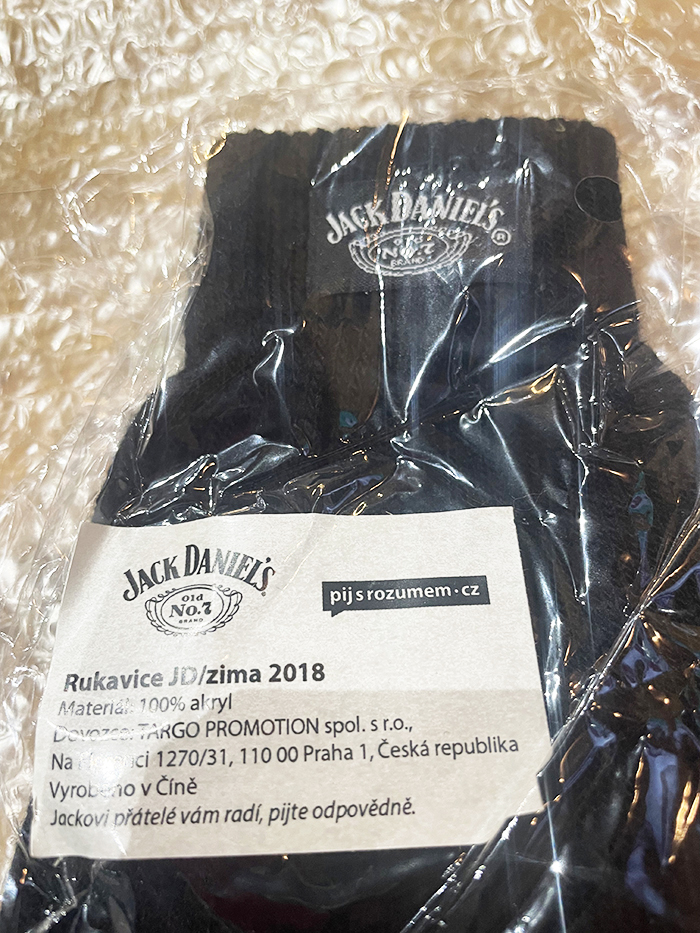 JACK DANIEL'S®
Old
No.7
BRAND
JACK DANIEL'S
Old
No.7
BRAND
pij s rozumem·cz
Rukavice JD/zima 2018
Materiál: 100% akryl
Dovozce: TARGO PROMOTION spol. s r.o.,
Na 1270/31, 110 00 Praha 1, Česká republika
Vyrobeno v Číně
Jackovi přátelé vám radí, pijte odpovědně.